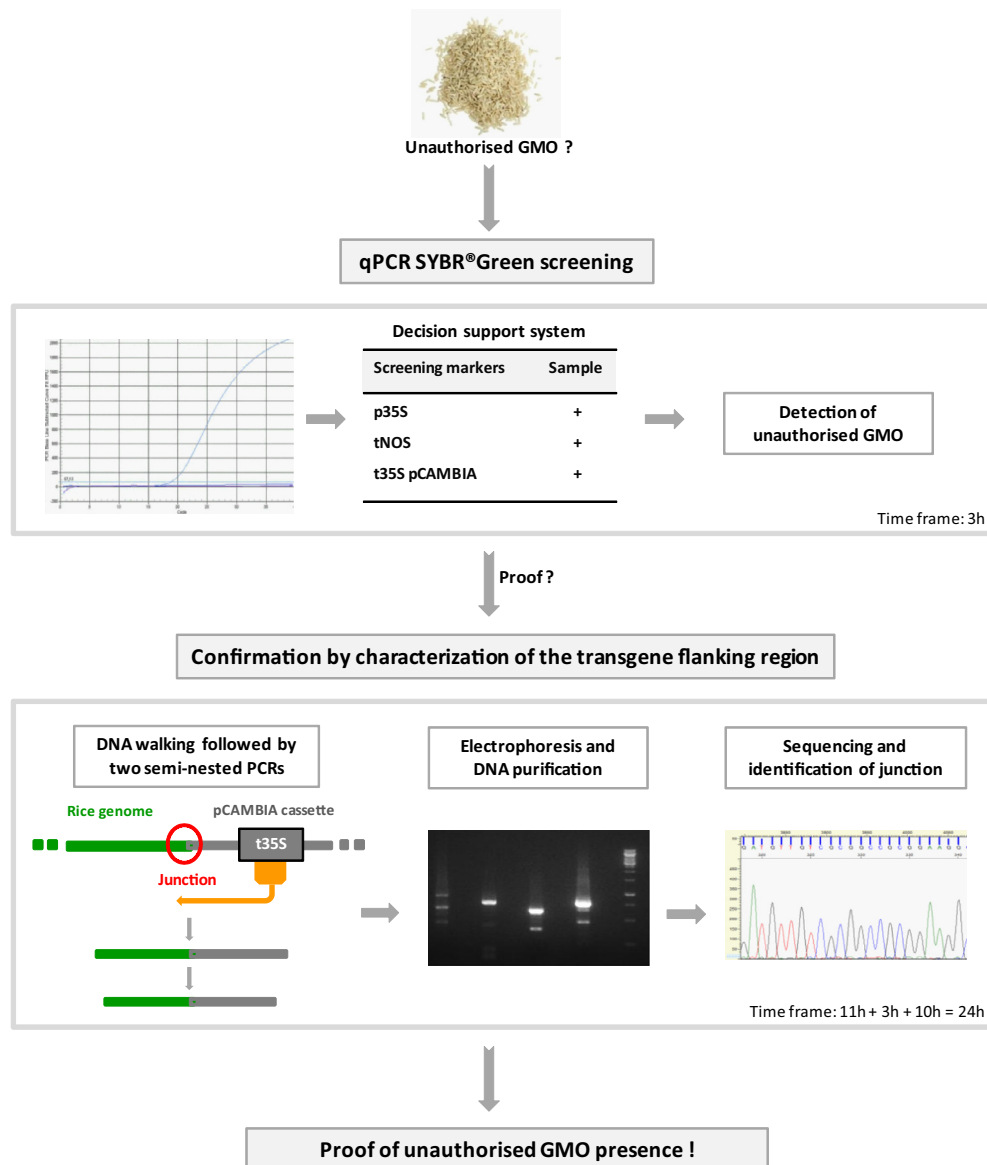 Unauthorised GMO ?
qPCR SYBR®Green screening
Decision support system
Screening markers Sample
p35S +
tNOS +
t35S pCAMBIA +
Detection of
unauthorised GMO
Time frame: 3h
Proof ?
Confirmation by characterization of the transgene flanking region
DNA walking followed by
two semi-nested PCRs
Electrophoresis and
DNA purification
Sequencing and
identification of junction
Rice genome
pCAMBIA cassette
t35S
Junction
Time frame: 11h + 3h + 10h = 24h
Proof of unauthorised GMO presence !